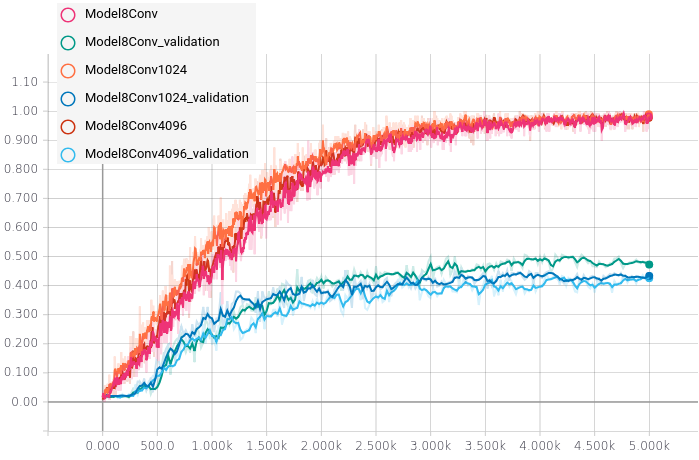 Model8Conv
Model8Conv_validation
Model8Conv1024
Model8Conv1024_validation
Model8Conv4096
Model8Conv4096_validation
1.10
1.00
0.900
0.800
0.700
0.600
0.500
0.400
0.300
0.200
0.100
0.00
0.000 500.0 1.000k 1.500k 2.000k 2.500k 3.000k 3.500k 4.000k 4.500k 5.000k